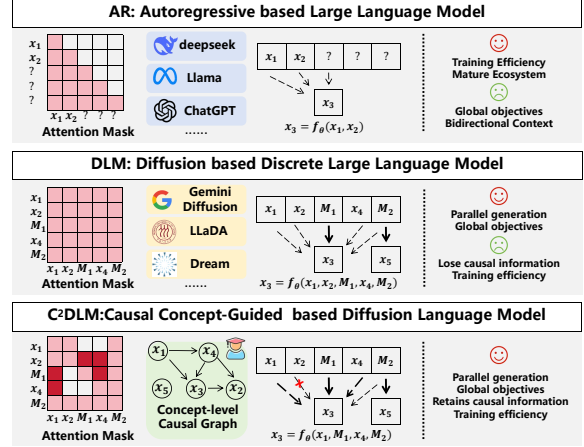 AR: Autoregressive based Large Language Model
x₁
x₂
?
?
?
x₁ x₂ ? ? ?
Attention Mask
deepseek
Llama
ChatGPT
......
x₁ x₂ ? ? ?
x₃
x₃ = f_θ(x₁, x₂)
Training Efficiency
Mature Ecosystem
Global objectives
Bidirectional Context
DLM: Diffusion based Discrete Large Language Model
x₁
x₂
M₁
x₄
M₂
x₁ x₂ M₁ x₄ M₂
Attention Mask
Gemini
Diffusion
LLaDA
Dream
......
x₁ x₂ M₁ x₄ M₂
x₃ x₅
x₃ = f_θ(x₁, x₂, M₁, x₄, M₂)
Parallel generation
Global objectives
Lose causal information
Training efficiency
C²DLM:Causal Concept-Guided based Diffusion Language Model
x₁
x₂
M₁
x₄
M₂
x₁ x₂ M₁ x₄ M₂
Attention Mask
x₁ x₄
x₅ x₃ x₂
Concept-level
Causal Graph
x₁ x₂ M₁ x₄ M₂
x₃ x₅
x₃ = f_θ(x₁, M₁, x₄, M₂)
Parallel generation
Global objectives
Retains causal information
Training efficiency